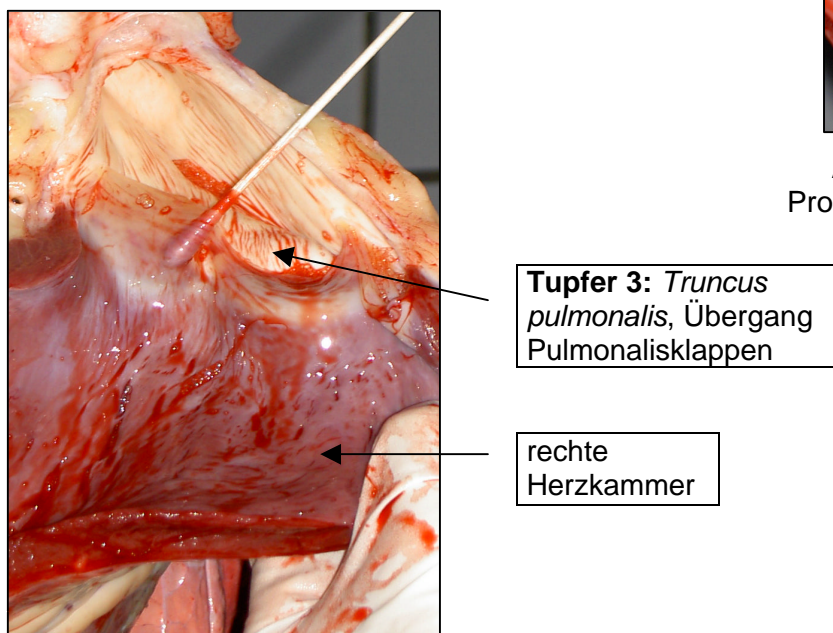 Pro
Tupfer 3: Truncus
pulmonalis, Übergang
Pulmonalisklappen
rechte
Herzkammer